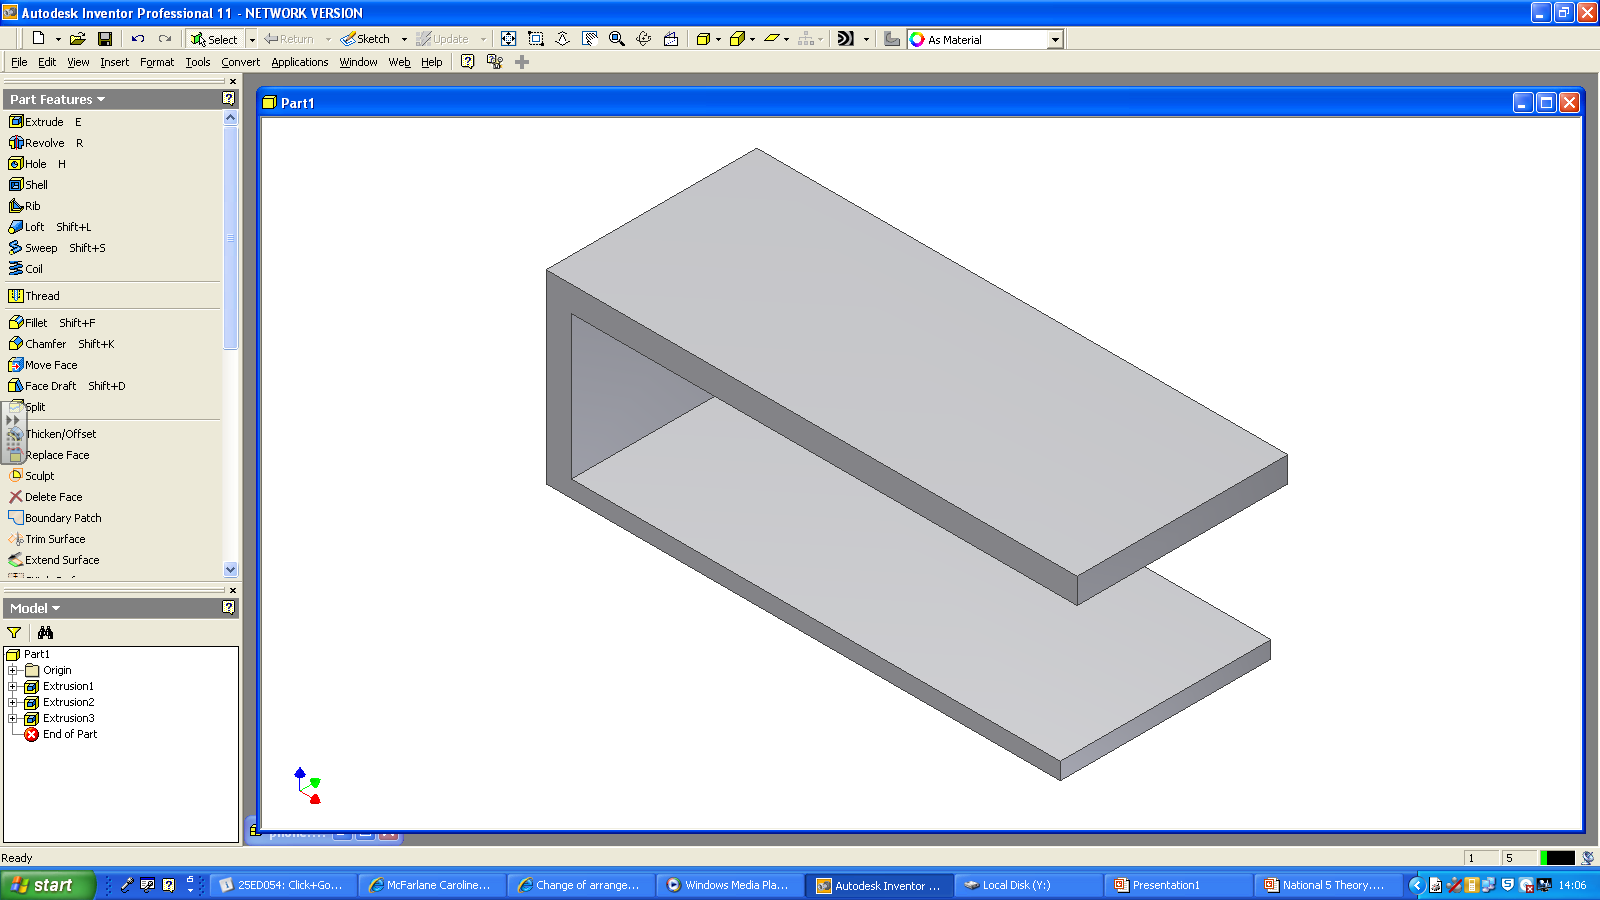 Autodesk Inventor Professional 11 - NETWORK VERSION
Select Return Sketch Update As Material
File Edit View Insert Format Tools Convert Applications Window Web Help
Part Features
Part1
Extrude E
Revolve R
Hole H
Shell
Rib
Loft Shift+L
Sweep Shift+S
Coil
Thread
Fillet Shift+F
Chamfer Shift+K
Move Face
Face Draft Shift+D
Split
Thicken/Offset
Replace Face
Sculpt
Delete Face
Boundary Patch
Trim Surface
Extend Surface
Model
Part1
Origin
Extrusion1
Extrusion2
Extrusion3
End of Part
Ready 1 5
start 25ED054: Click+Go... McFarlane Caroline... Change of arrange... Windows Media Pla... Autodesk Inventor ... Local Disk (Y:) Presentation1 National 5 Theory.... 14:06